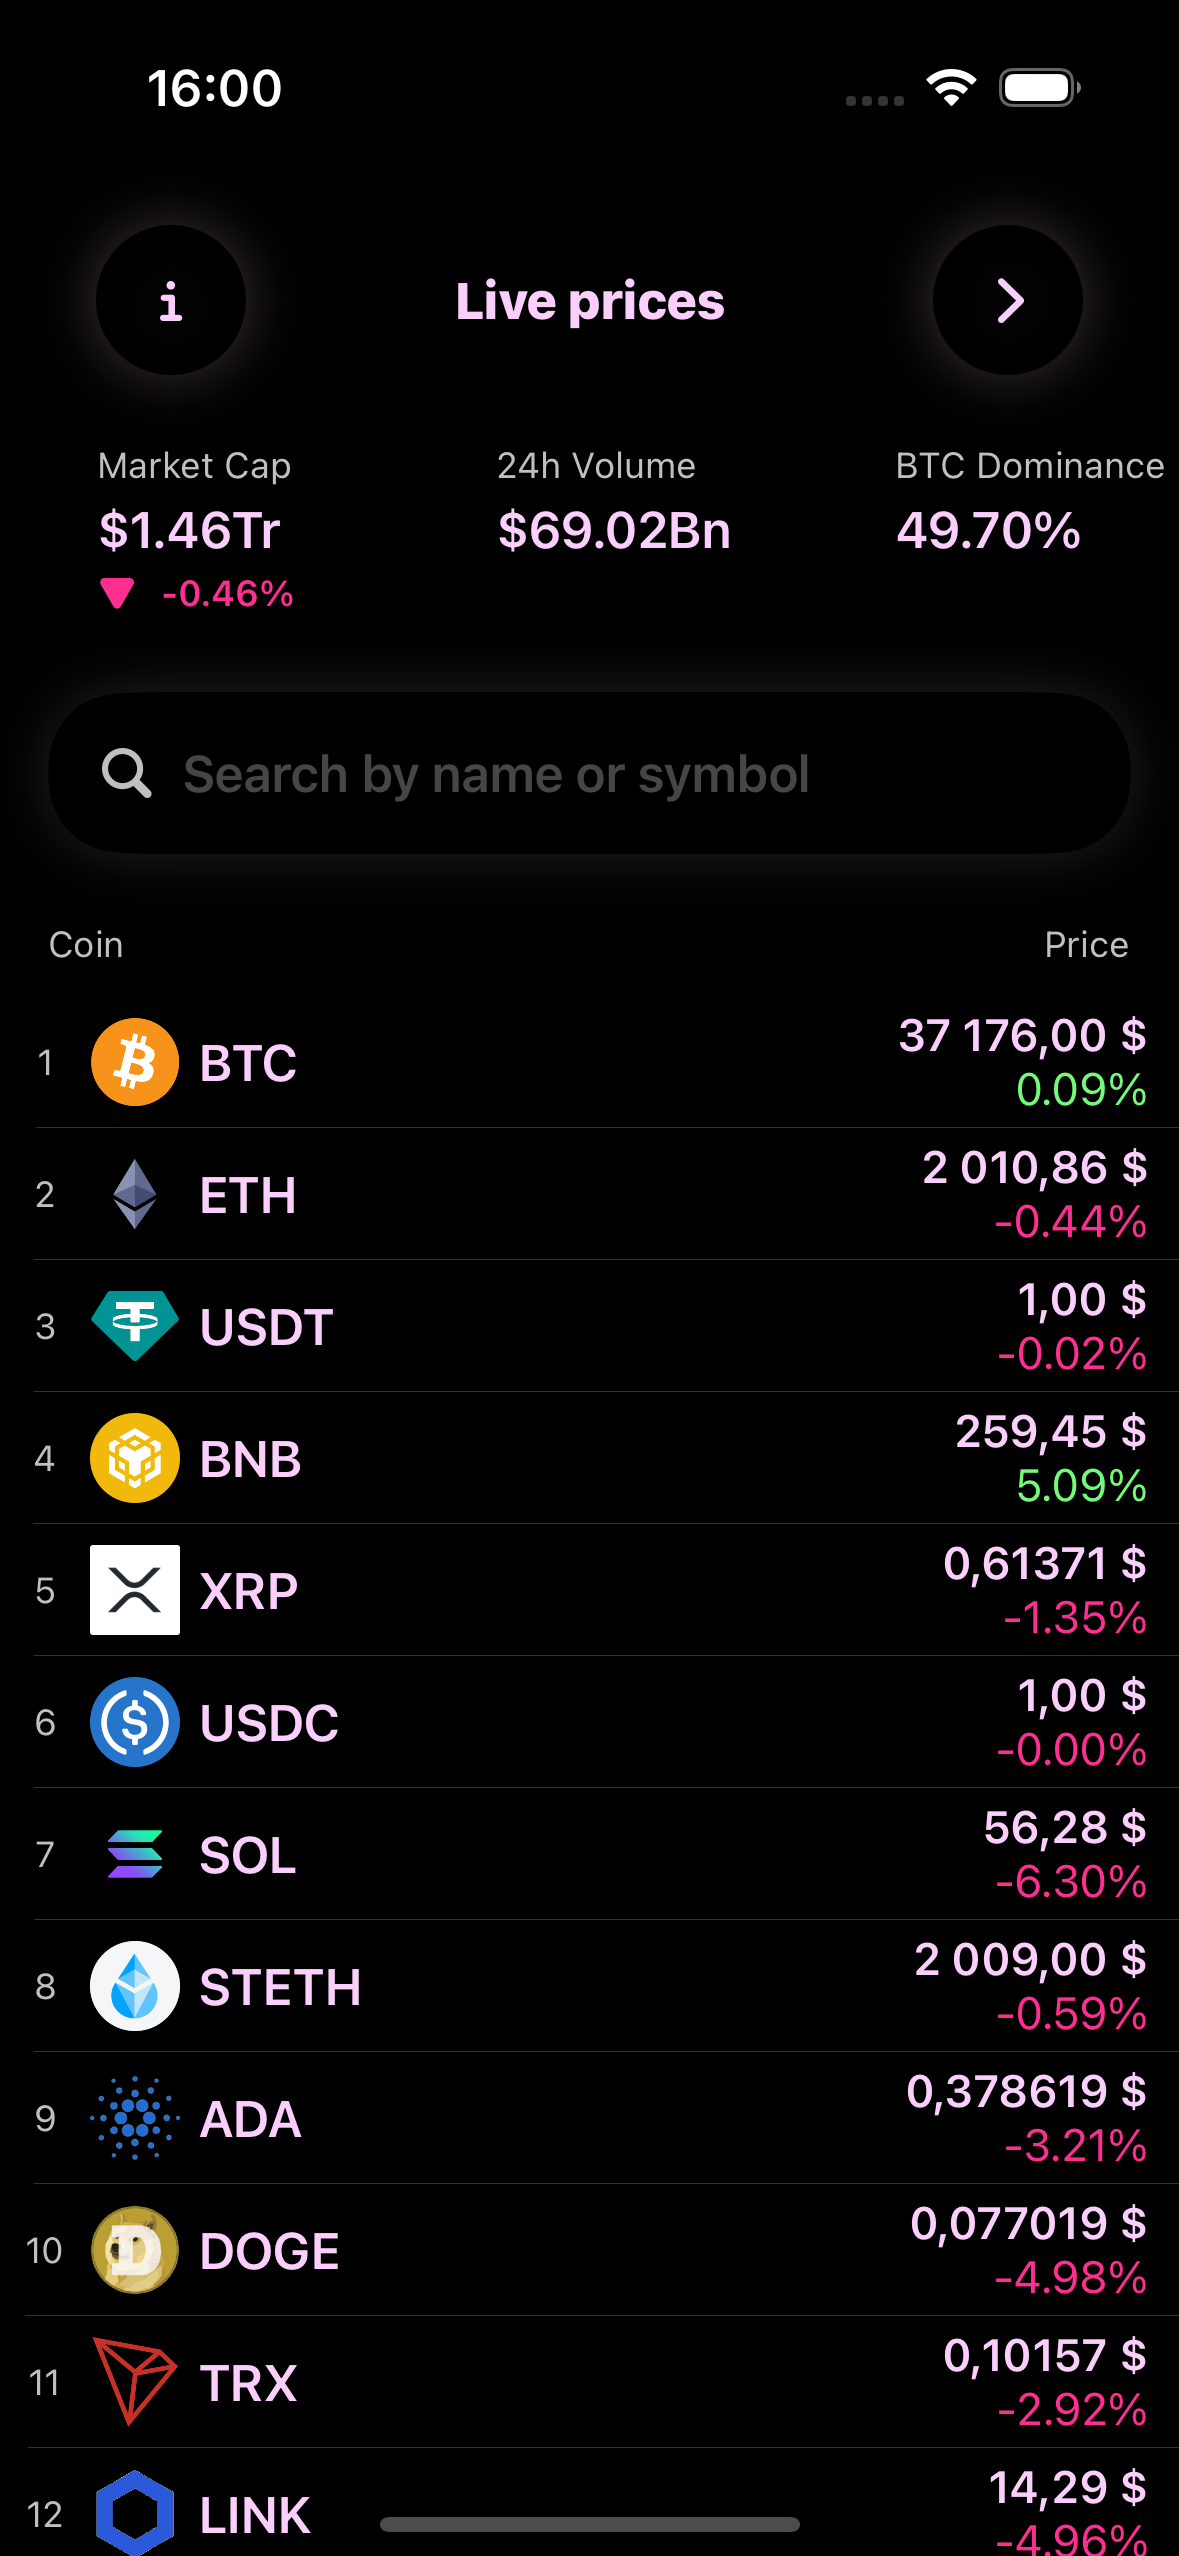 16:00
i Live prices
Market Cap 24h Volume BTC Dominance
$1.46Tr $69.02Bn 49.70%
-0.46%
Search by name or symbol
Coin Price
37 176,00 $
1 BTC
0.09%
2 010,86 $
2 ETH
-0.44%
1,00 $
3 USDT
-0.02%
259,45 $
4 BNB
5.09%
0,61371 $
5 XRP
-1.35%
1,00 $
6 USDC
-0.00%
56,28 $
7 SOL
-6.30%
2 009,00 $
8 STETH
-0.59%
0,378619 $
9 ADA
-3.21%
0,077019 $
10 DOGE
-4.98%
0,10157 $
11 TRX
-2.92%
14,29 $
12 LINK
-4.96%